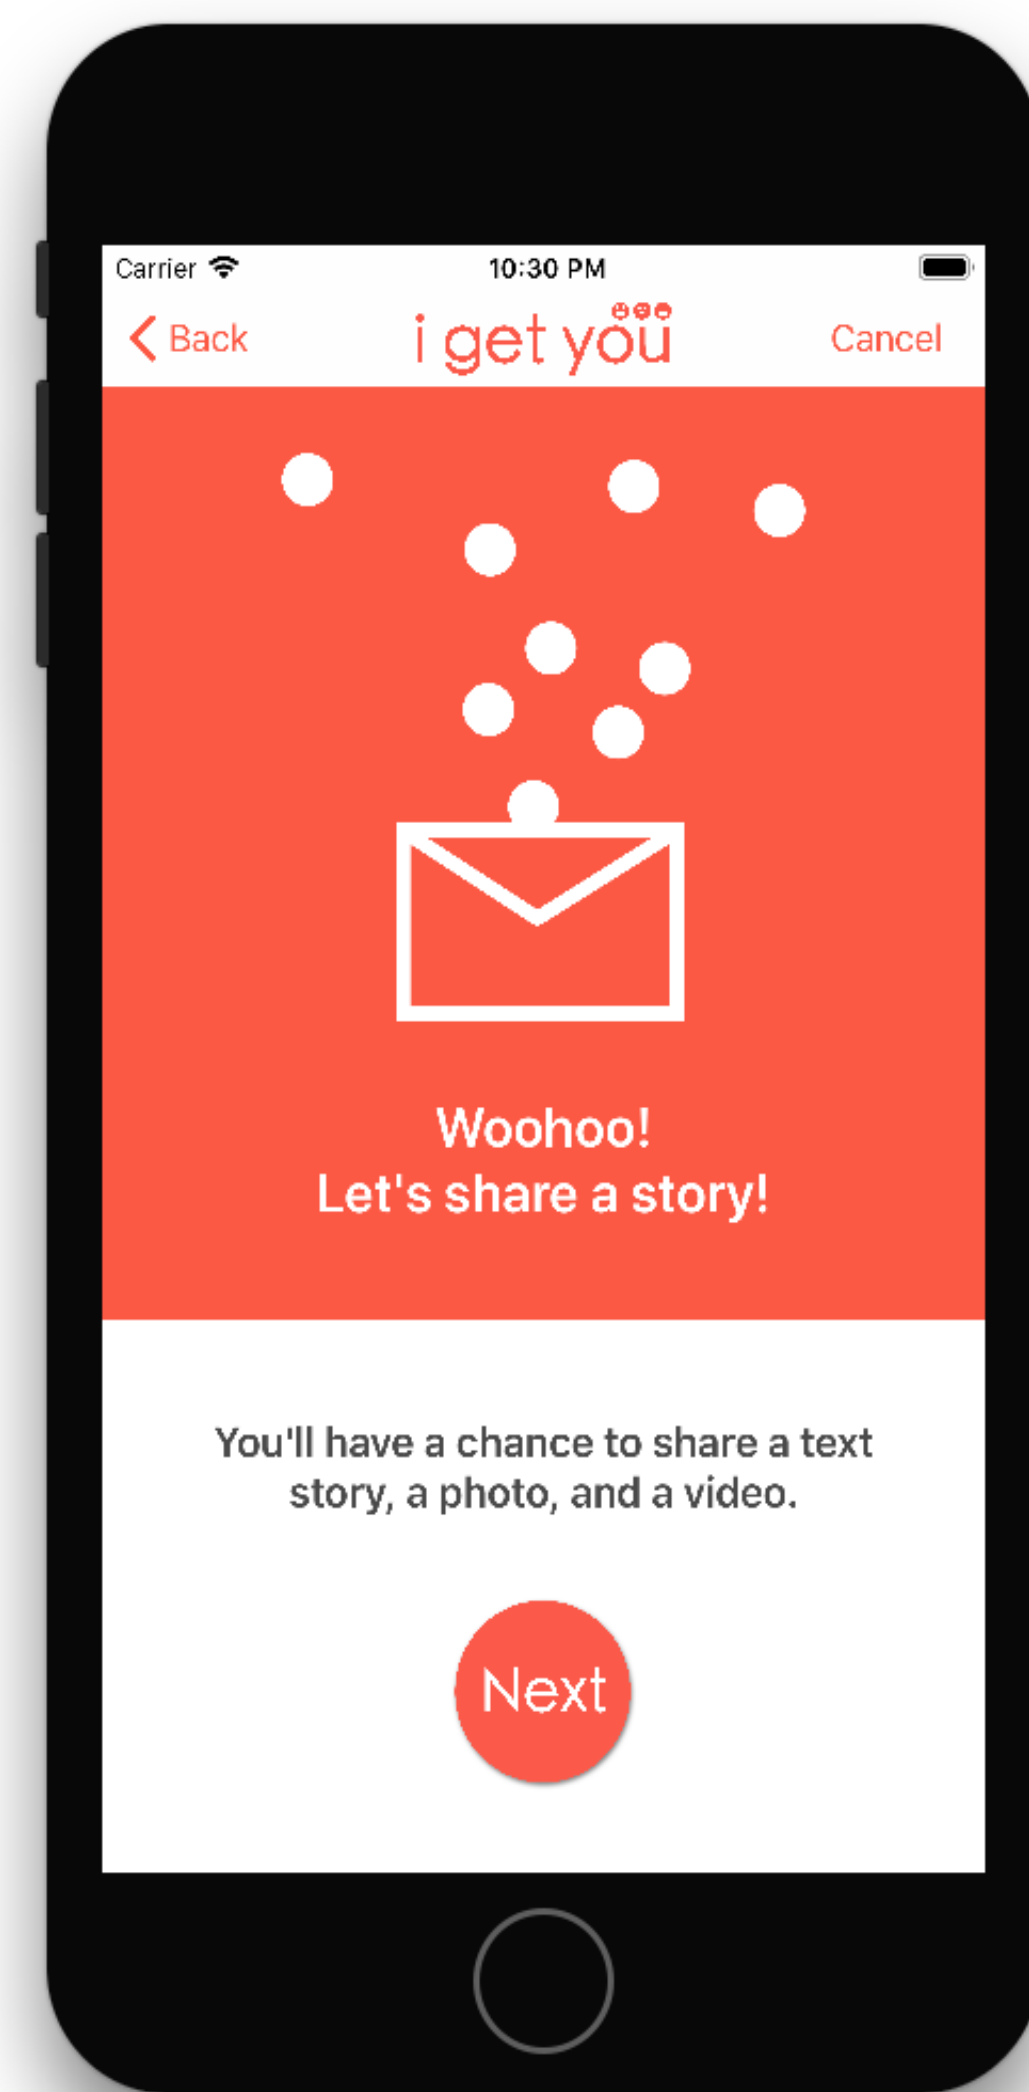 Carrier
10:30 PM
Back
i get you
Cancel
Woohoo!
Let's share a story!
You'll have a chance to share a text
story, a photo, and a video.
Next